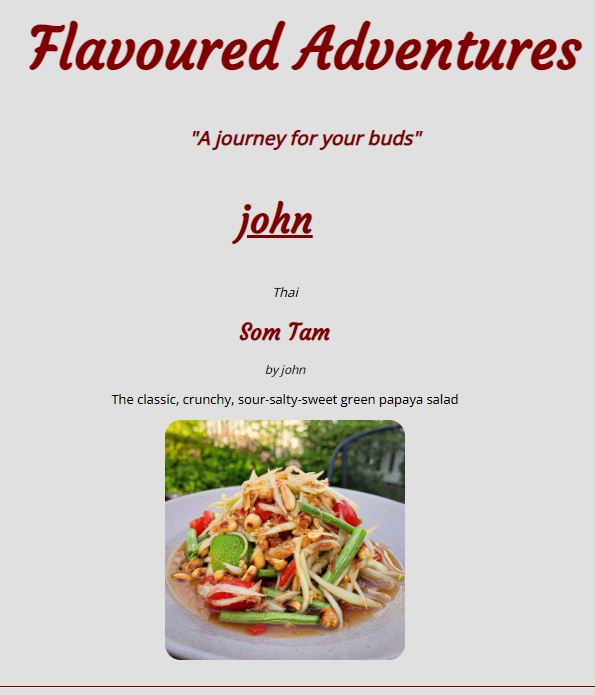 Flavoured Adventures
"A journey for your buds"
john
Thai
Som Tam
by john
The classic, crunchy, sour-salty-sweet green papaya salad